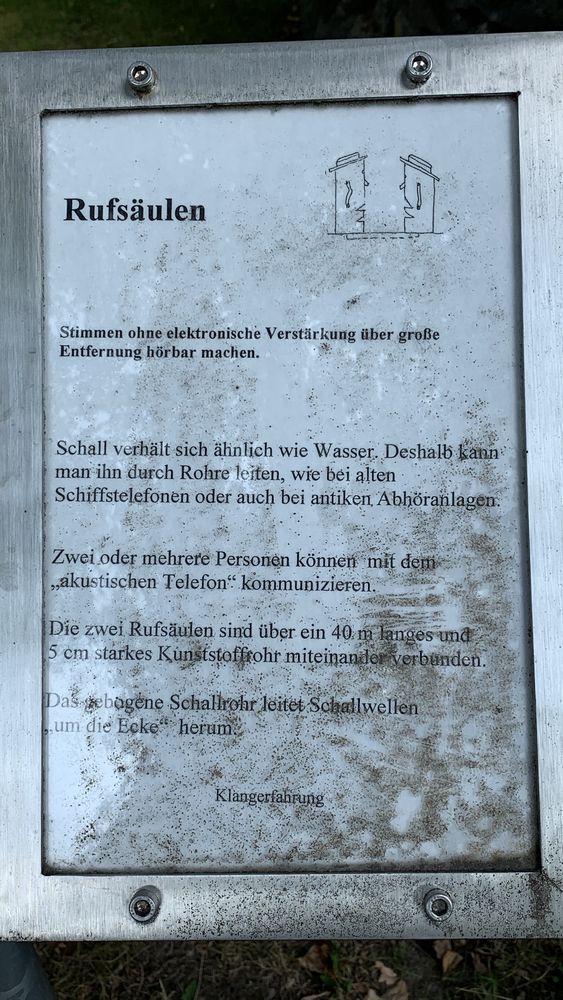 Rufsäulen
Stimmen ohne elektronische Verstärkung über große
Entfernung hörbar machen.
Schall verhält sich ähnlich wie Wasser. Deshalb kann
man ihn durch Rohre leiten, wie bei alten
Schiffstelefonen oder auch bei antiken Abhöranlagen.
Zwei oder mehrere Personen können mit dem
„akustischen Telefon“ kommunizieren.
Die zwei Rufsäulen sind über ein 40 m langes und
5 cm starkes Kunststoffrohr miteinander verbunden.
Das gebogene Schallrohr leitet Schallwellen
„um die Ecke“ herum.
Klangerfahrung